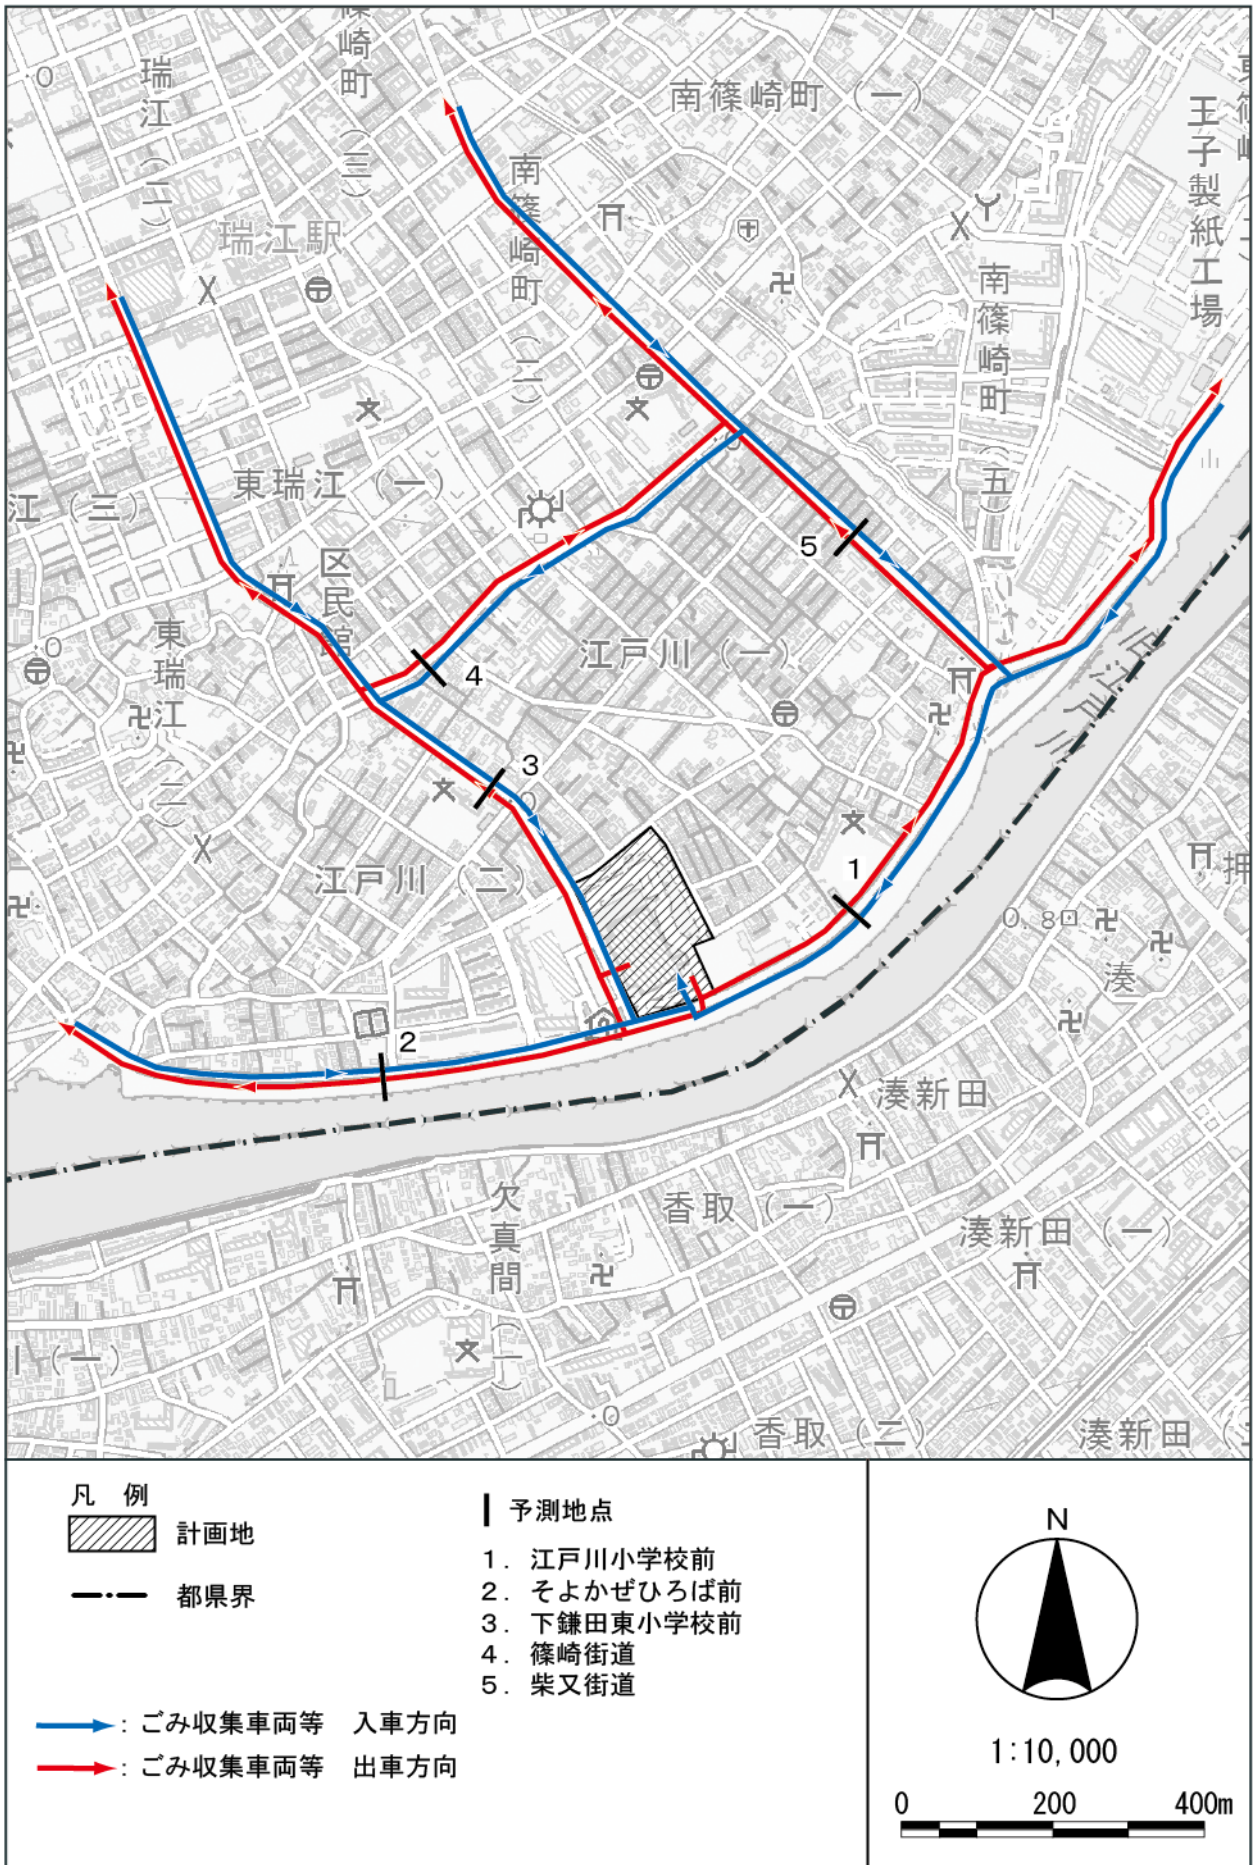 篠崎町(三)
瑞江(二)
南篠崎町(一)
王子製紙工場
瑞江駅
南篠崎町(二)
南篠崎町(五)
東瑞江(一)
江(三)
区民館
5
江戸川(一)
4
東瑞江(二)
3
江戸川(二)
1
押
0.8
湊
2
湊新田
欠真間(一)
香取(一)
湊新田(一)
川(一)
香取(二)
湊新田
凡 例
計画地
都県界
予測地点
1. 江戸川小学校前
2. そよかぜひろば前
3. 下鎌田東小学校前
4. 篠崎街道
5. 柴又街道
: ごみ収集車両等 入車方向
: ごみ収集車両等 出車方向
N
1:10,000
0 200 400m